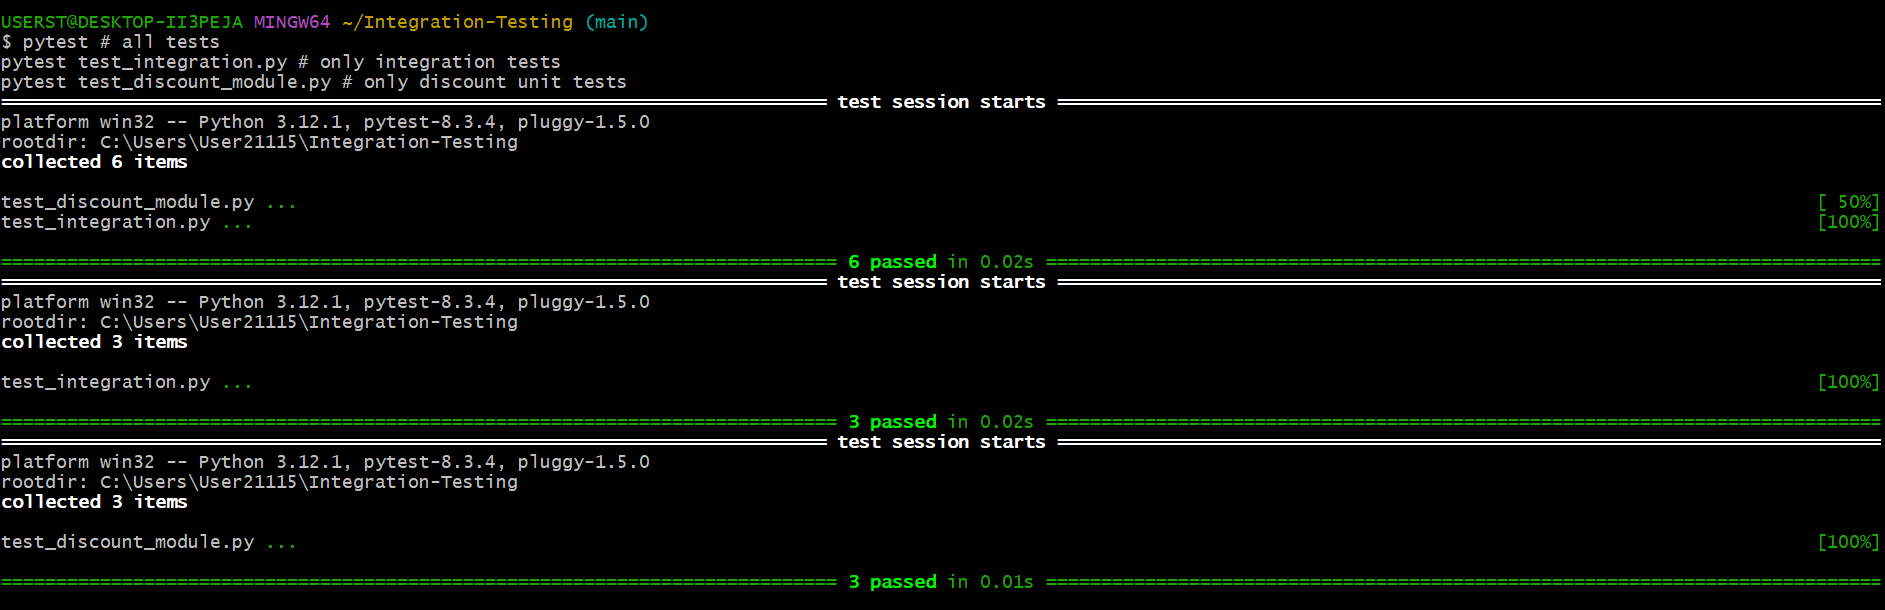 USERST@DESKTOP-II3PEJA MINGW64 ~/Integration-Testing (main)
$ pytest # all tests
pytest test_integration.py # only integration tests
pytest test_discount_module.py # only discount unit tests
=========================================================================== test session starts ===========================================================================
platform win32 -- Python 3.12.1, pytest-8.3.4, pluggy-1.5.0
rootdir: C:\Users\User21115\Integration-Testing
collected 6 items
test_discount_module.py ... [ 50%]
test_integration.py ... [100%]
============================================================================ 6 passed in 0.02s ============================================================================
=========================================================================== test session starts ===========================================================================
platform win32 -- Python 3.12.1, pytest-8.3.4, pluggy-1.5.0
rootdir: C:\Users\User21115\Integration-Testing
collected 3 items
test_integration.py ... [100%]
============================================================================ 3 passed in 0.02s ============================================================================
=========================================================================== test session starts ===========================================================================
platform win32 -- Python 3.12.1, pytest-8.3.4, pluggy-1.5.0
rootdir: C:\Users\User21115\Integration-Testing
collected 3 items
test_discount_module.py ... [100%]
============================================================================ 3 passed in 0.01s ============================================================================